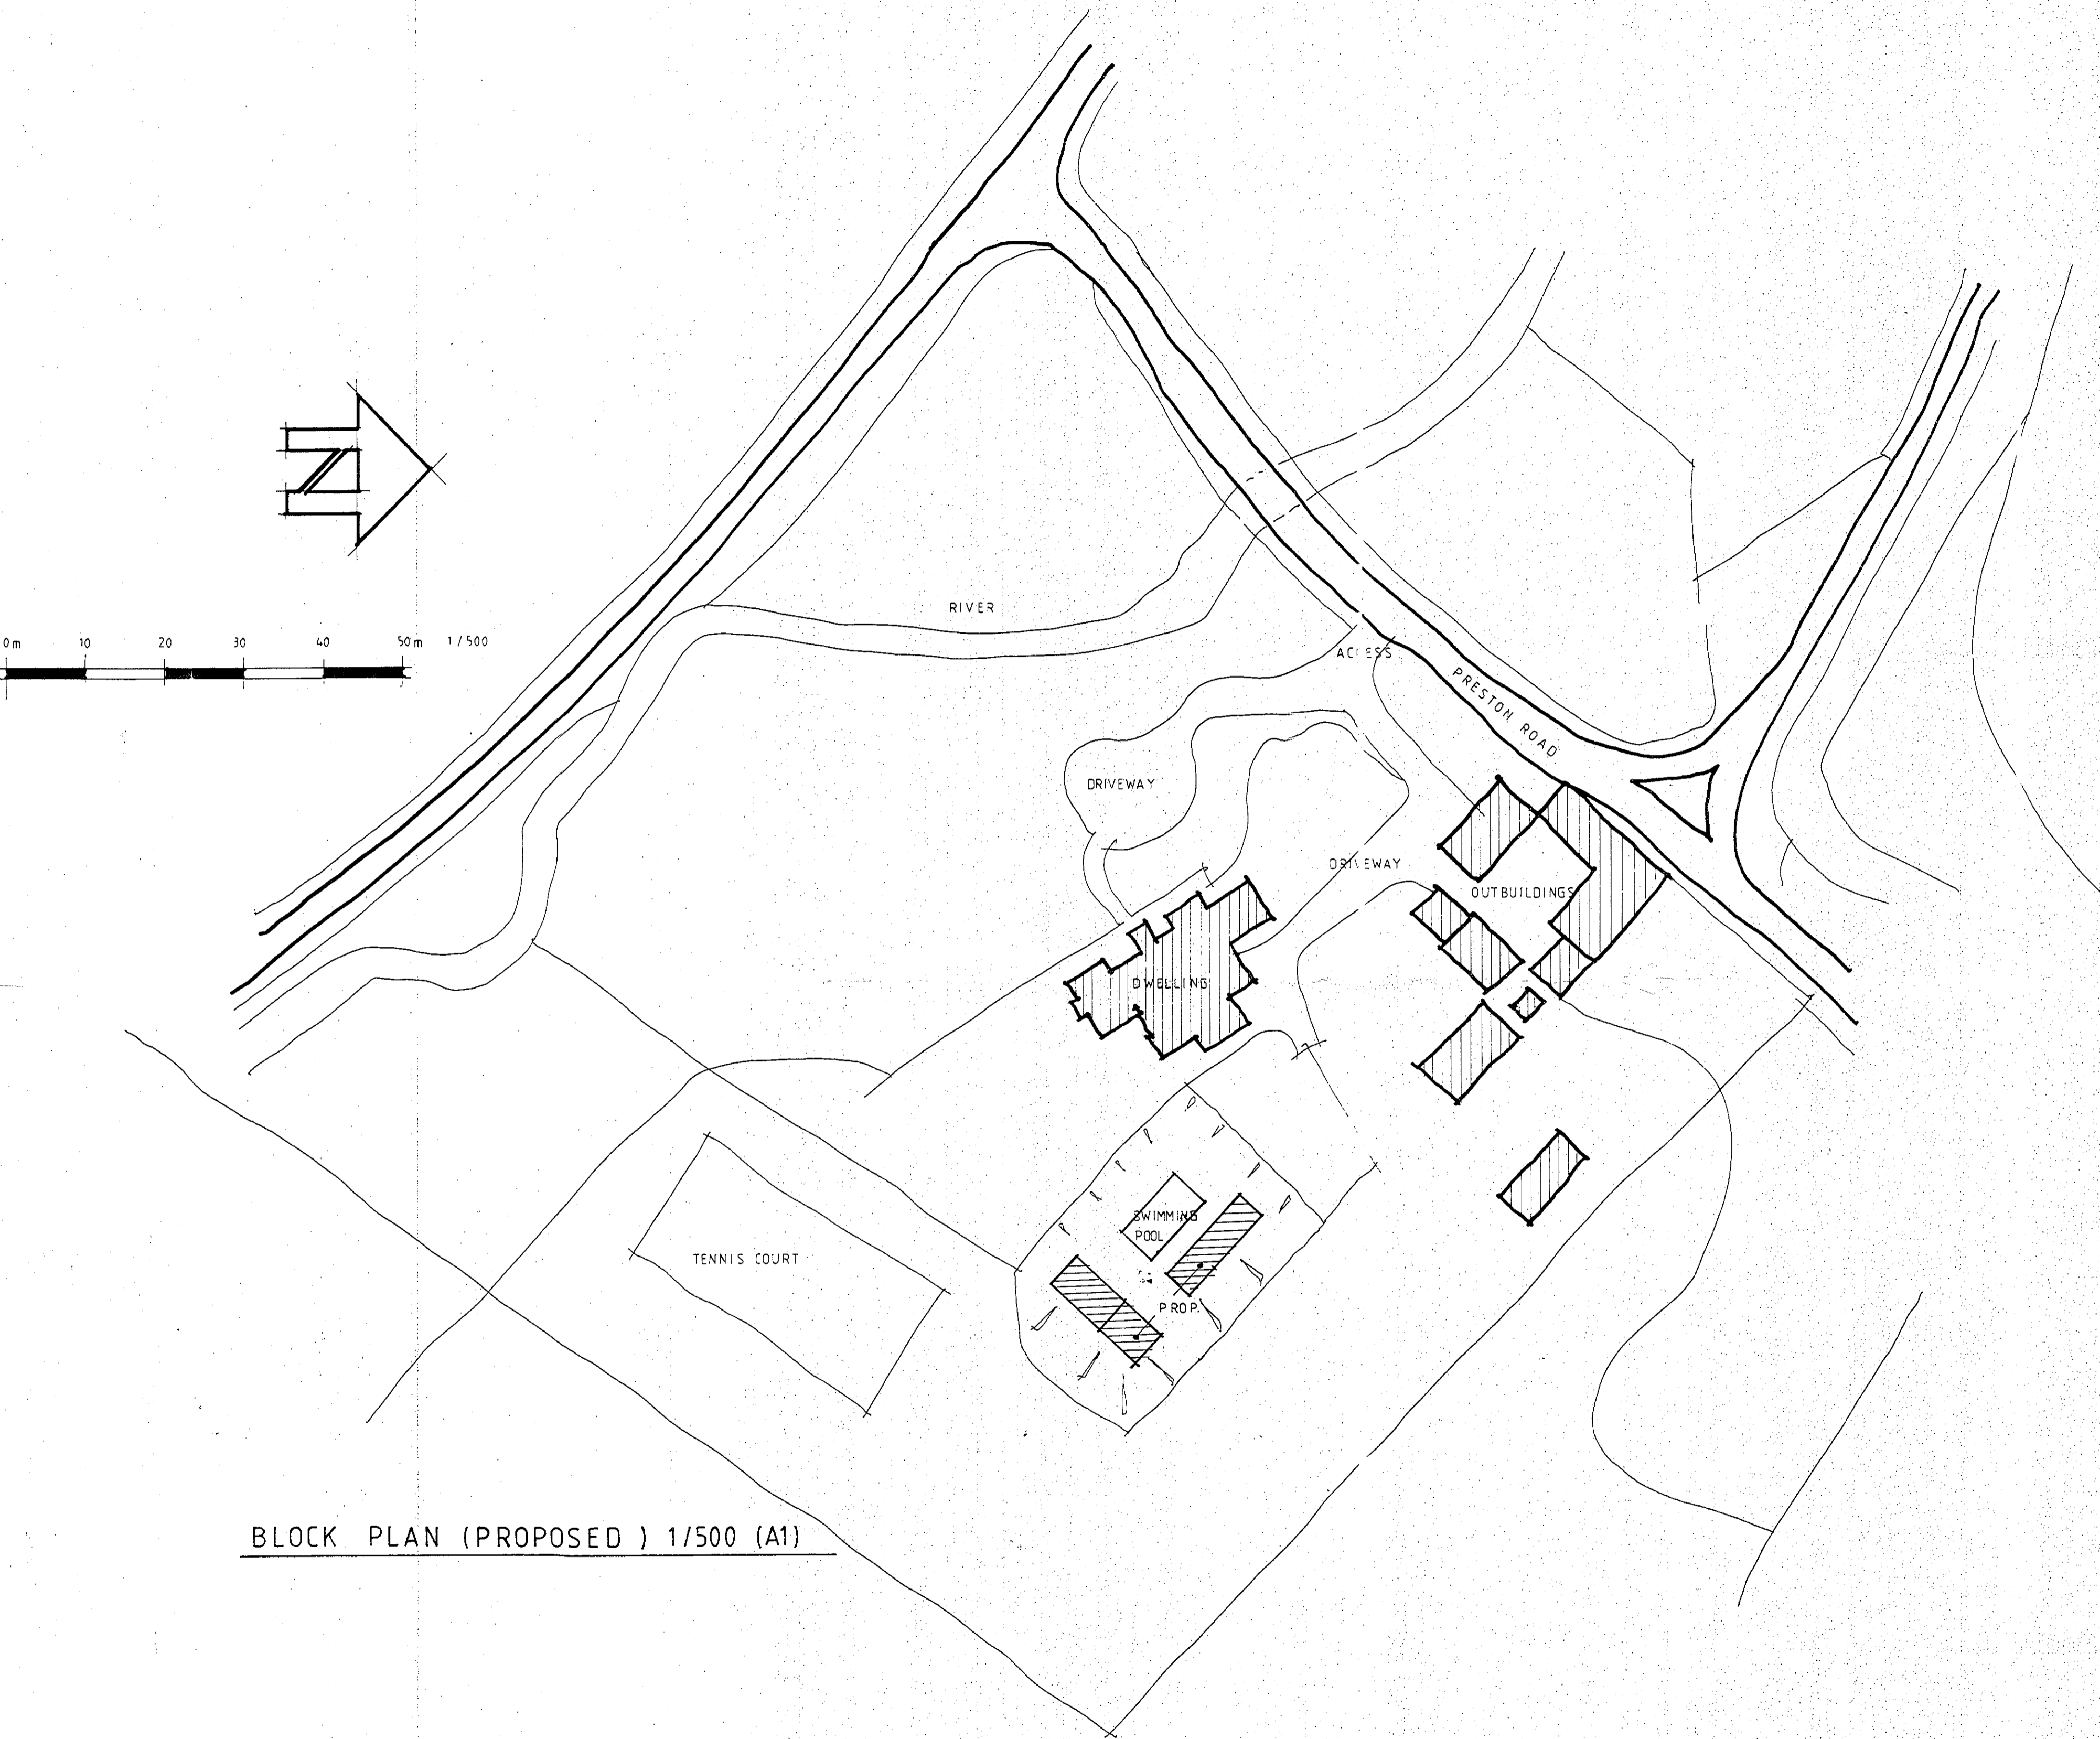 RIVER
0m 10 20 30 40 50m 1/500
ACCESS
PRESTON ROAD
DRIVEWAY
DRIVEWAY
OUTBUILDINGS
DWELLING
SWIMMING
POOL
TENNIS COURT
PROP.
BLOCK PLAN (PROPOSED ) 1/500 (A1)
N